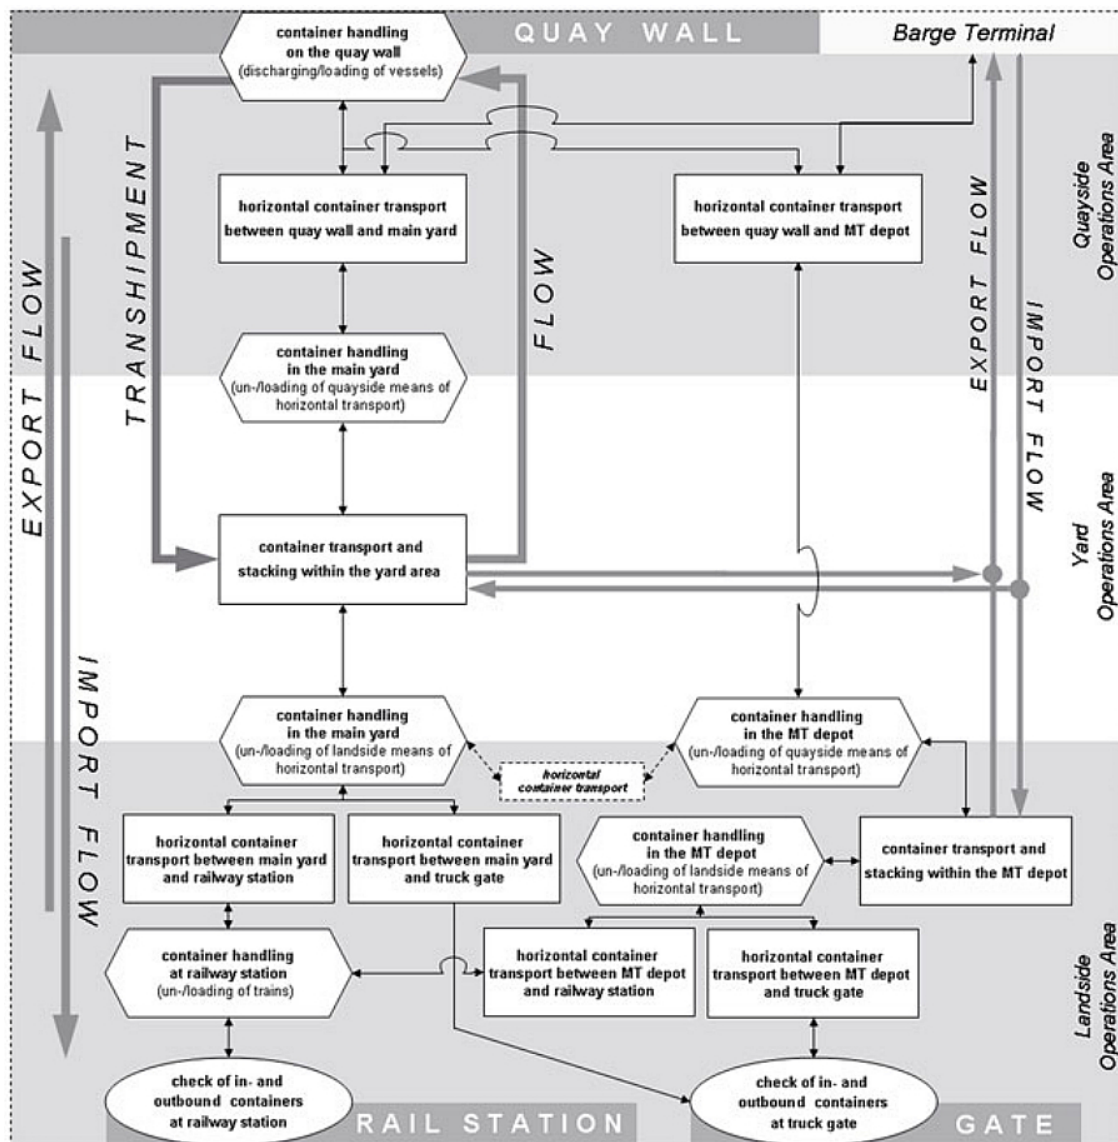 QUAY WALL
Barge Terminal
container handling
on the quay wall
(discharging/loading of vessels)
EXPORT FLOW
IMPORT FLOW
TRANSHIPMENT
FLOW
horizontal container transport
between quay wall and main yard
horizontal container transport
between quay wall and MT depot
EXPORT FLOW
IMPORT FLOW
Quayside
Operations Area
container handling
in the main yard
(un-/loading of quayside means of
horizontal transport)
container transport and
stacking within the yard area
Yard
Operations Area
container handling
in the main yard
(un-/loading of landside means of
horizontal transport)
horizontal
container transport
container handling
in the MT depot
(un-/loading of quayside means of
horizontal transport)
horizontal container
transport between main yard
and railway station
horizontal container
transport between main yard
and truck gate
container handling
in the MT depot
(un-/loading of landside means of
horizontal transport)
container transport and
stacking within the MT depot
container handling
at railway station
(un-/loading of trains)
horizontal container
transport between MT depot
and railway station
horizontal container
transport between MT depot
and truck gate
Landside
Operations Area
check of in- and
outbound containers
at railway station
RAIL STATION
check of in- and
outbound containers
at truck gate
GATE